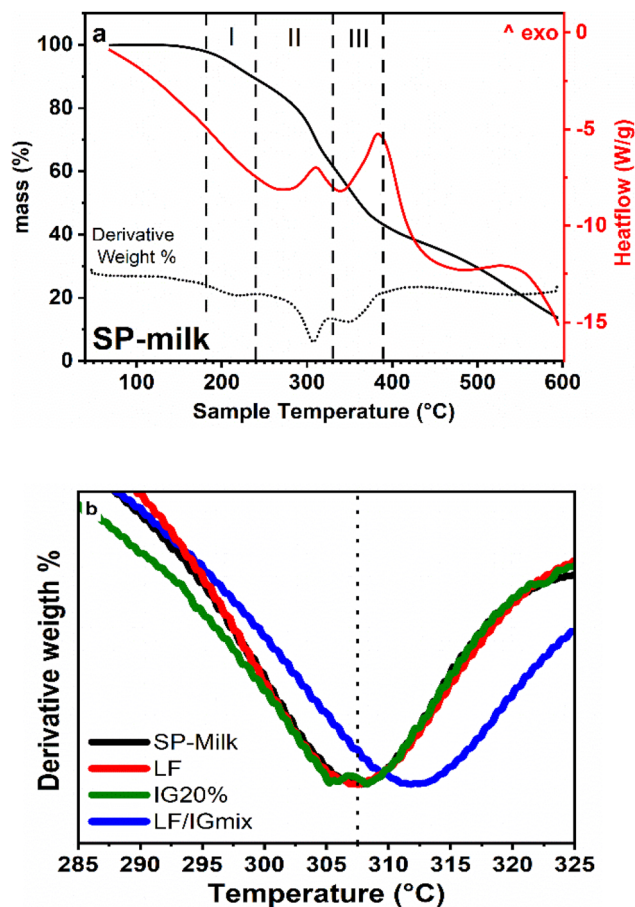 a
I
II
III
^ exo
100
80
60
40
20
0
mass (%)
0
-5
-10
-15
Heatflow (W/g)
Derivative
Weight %
SP-milk
100
200
300
400
500
600
Sample Temperature (°C)
b
Derivative weigth %
SP-Milk
LF
IG20%
LF/IGmix
285 290 295 300 305 310 315 320 325
Temperature (°C)